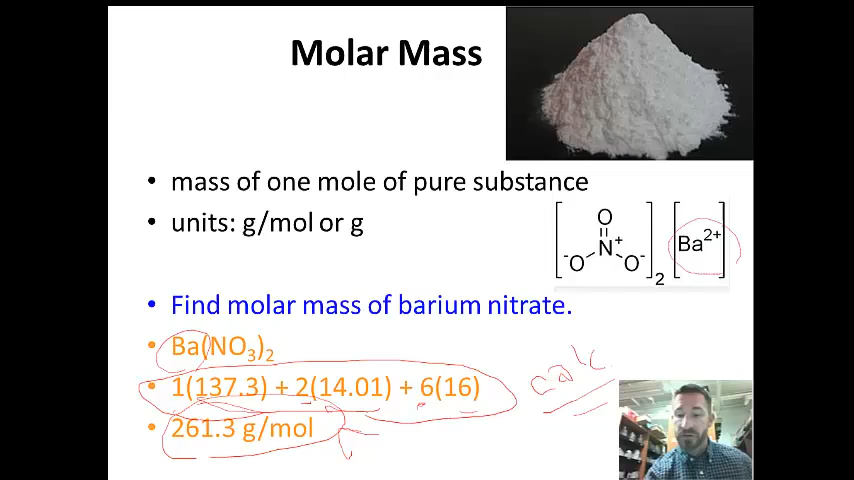 Molar Mass
• mass of one mole of pure substance
• units: g/mol or g
[ O ⁻O N⁺ O⁻ ]₂ [ Ba²⁺ ]
• Find molar mass of barium nitrate.
• Ba(NO₃)₂
• 1(137.3) + 2(14.01) + 6(16)
calc
• 261.3 g/mol